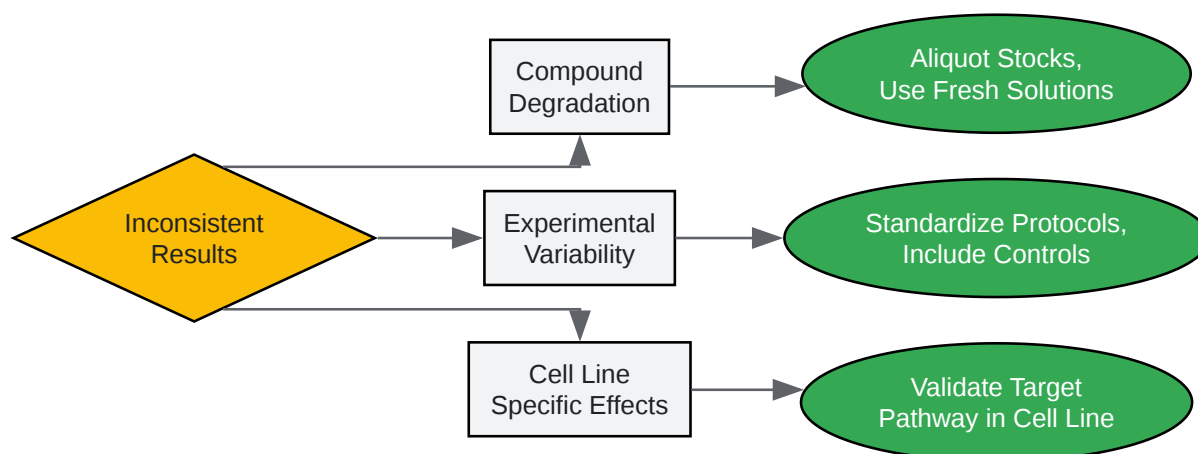 Inconsistent
Results
Compound
Degradation
Aliquot Stocks,
Use Fresh Solutions
Experimental
Variability
Standardize Protocols,
Include Controls
Cell Line
Specific Effects
Validate Target
Pathway in Cell Line